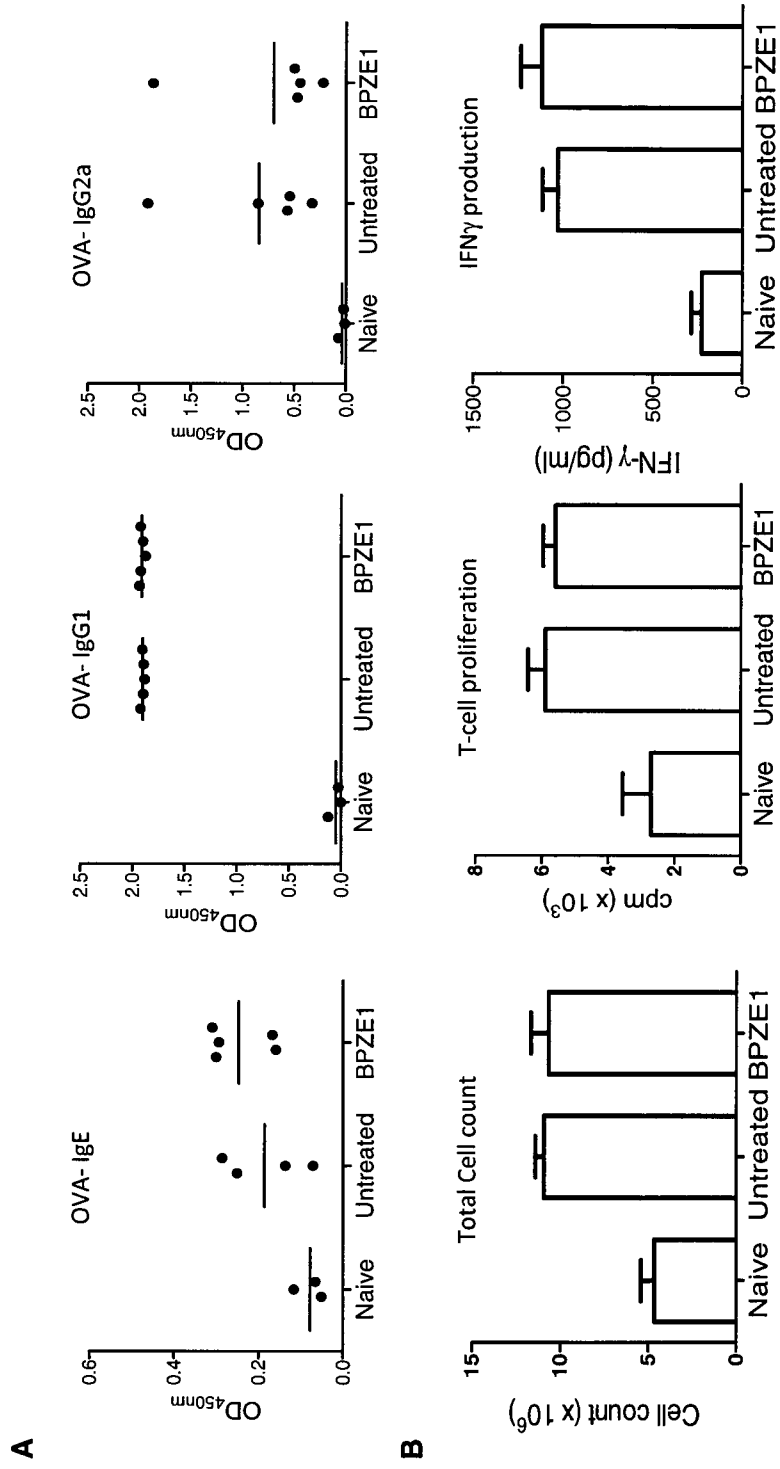 A
OVA- IgE
OD450nm
0.6
0.4
0.2
0.0
Naive Untreated BPZE1
OVA- IgG1
OD450nm
2.5
2.0
1.5
1.0
0.5
0.0
Naive Untreated BPZE1
OVA- IgG2a
OD450nm
2.5
2.0
1.5
1.0
0.5
0.0
Naive Untreated BPZE1
B
Total Cell count
Cell count (x 10⁶)
15
10
5
0
Naive Untreated BPZE1
T-cell proliferation
cpm (x 10³)
8
6
4
2
0
Naive Untreated BPZE1
IFNγ production
IFN-γ (pg/ml)
1500
1000
500
0
Naive Untreated BPZE1